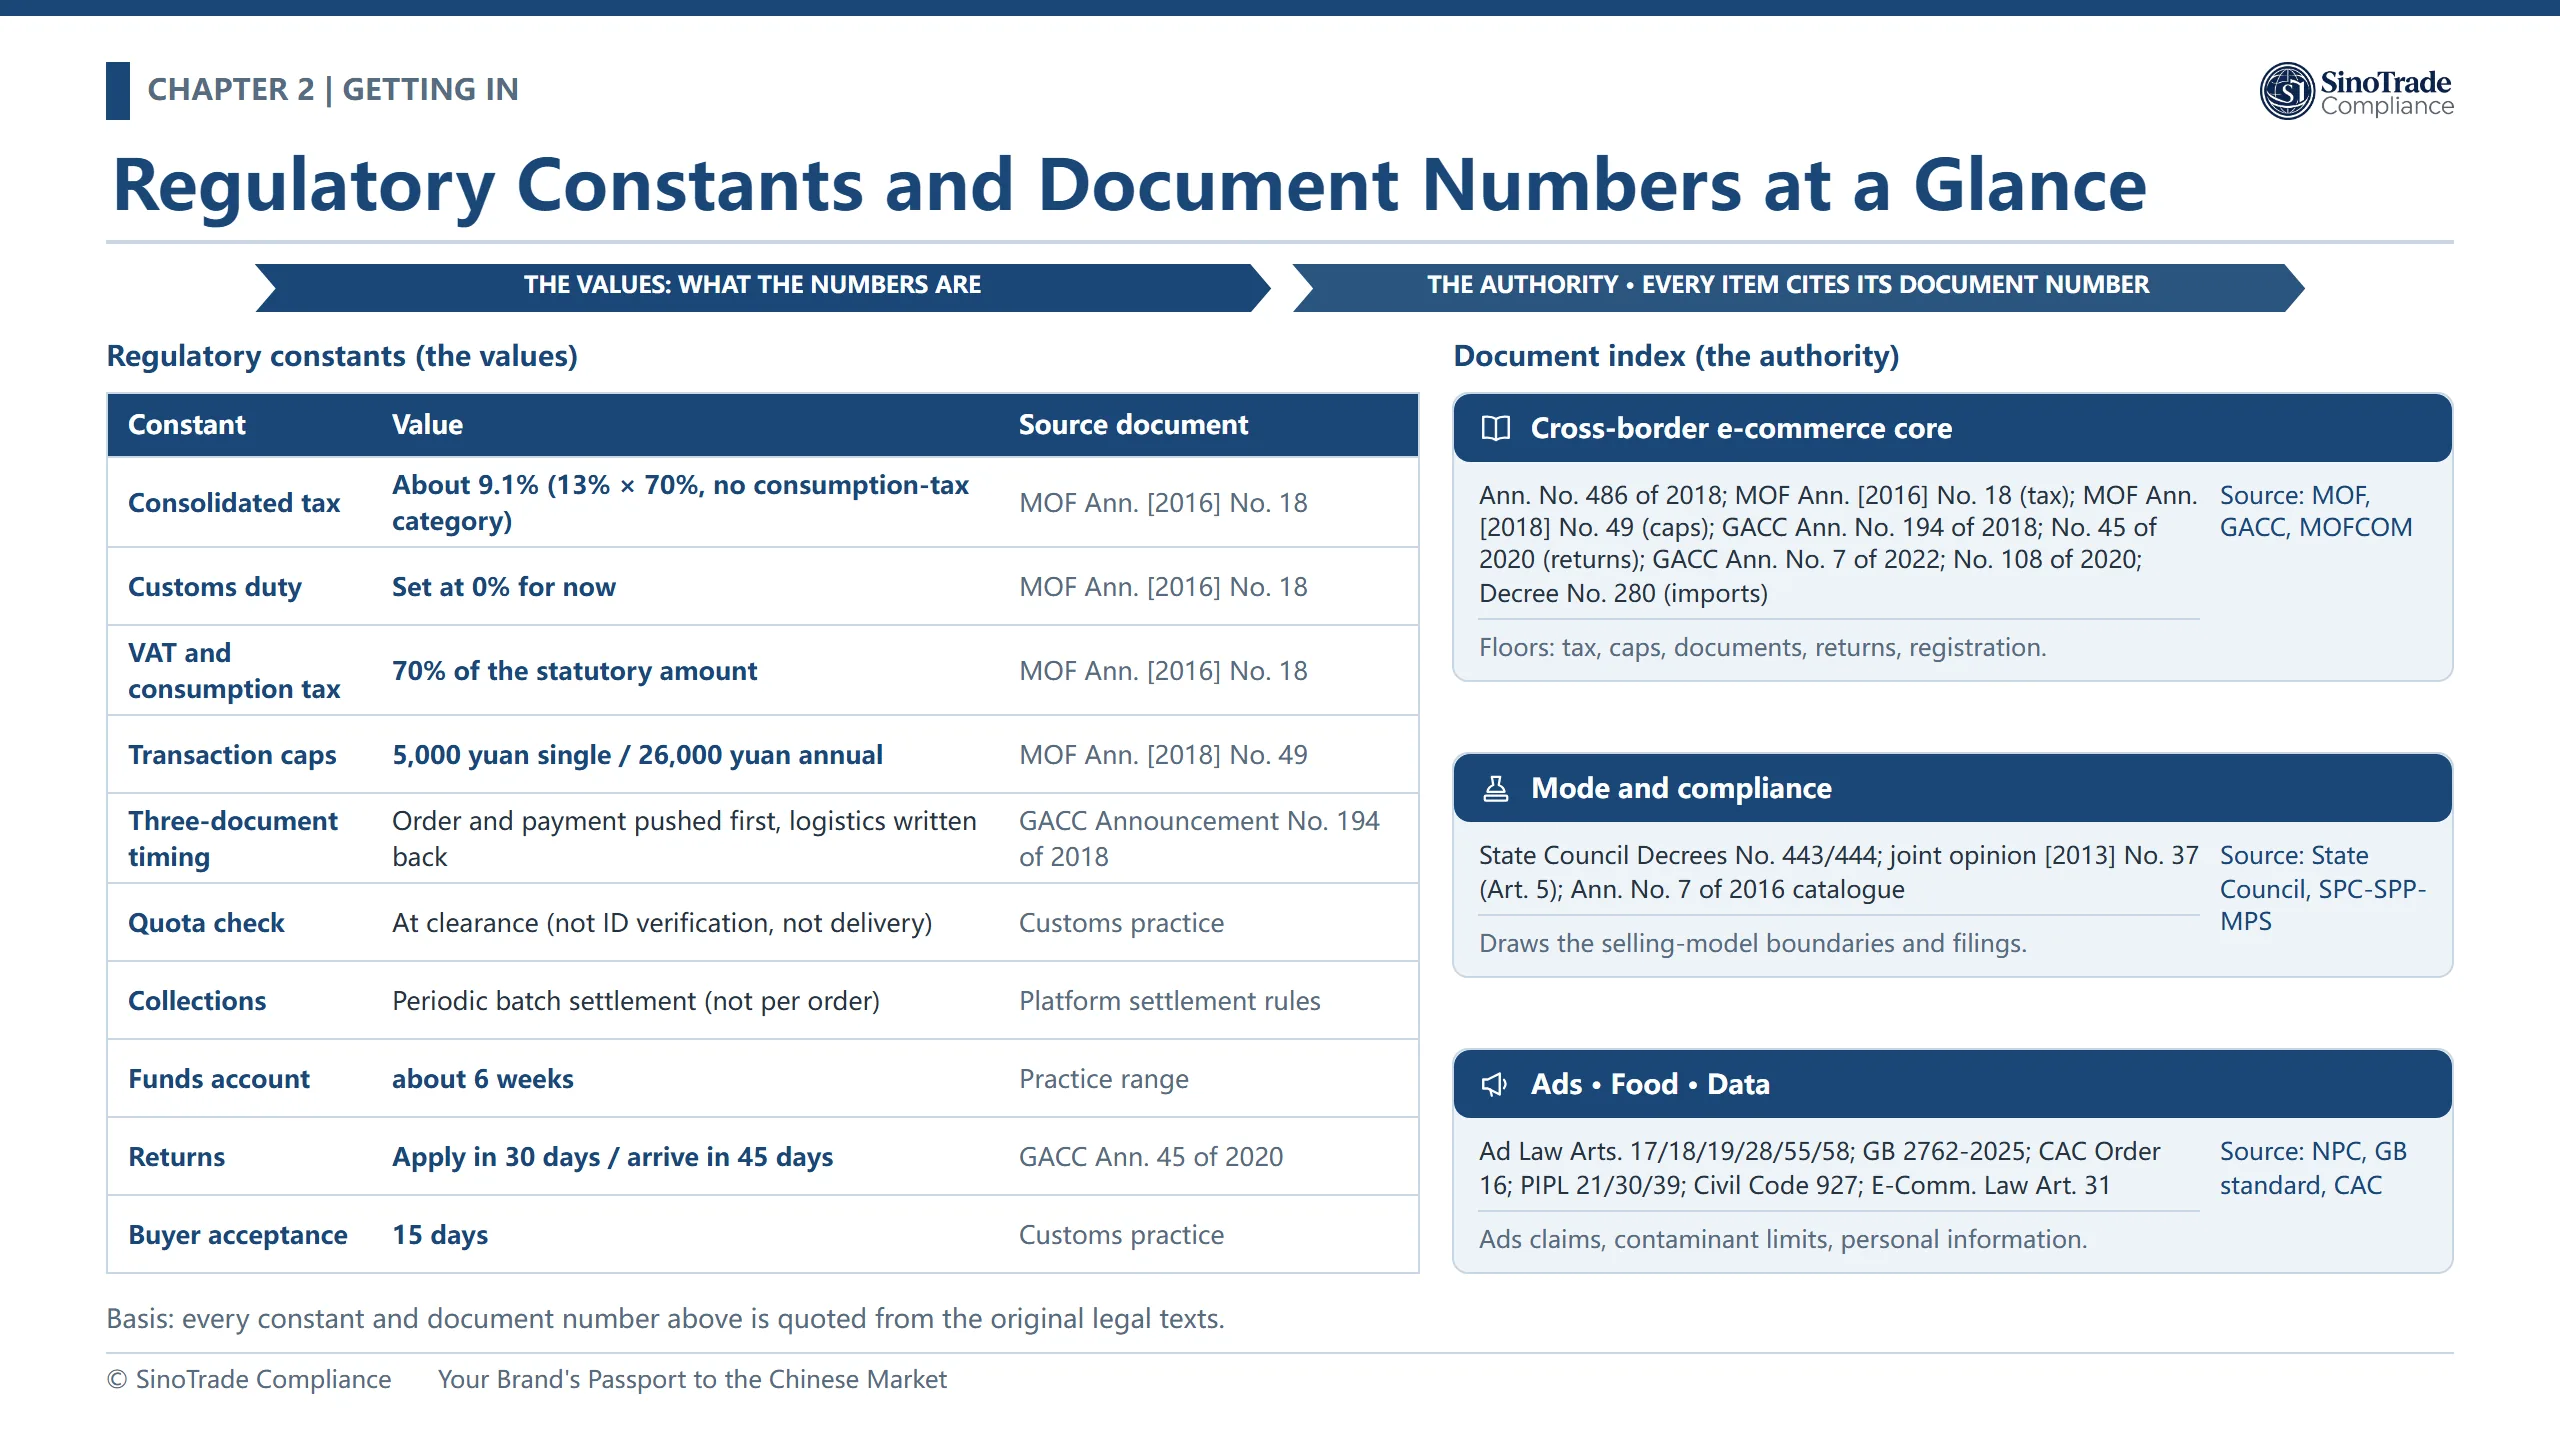 CHAPTER 2 | GETTING IN
SinoTrade
Compliance
Regulatory Constants and Document Numbers at a Glance
THE VALUES: WHAT THE NUMBERS ARE
THE AUTHORITY • EVERY ITEM CITES ITS DOCUMENT NUMBER
Regulatory constants (the values)
Constant Value Source document
Consolidated tax
About 9.1% (13% × 70%, no consumption-tax
category)
MOF Ann. [2016] No. 18
Customs duty
Set at 0% for now
MOF Ann. [2016] No. 18
VAT and
consumption tax
70% of the statutory amount
MOF Ann. [2016] No. 18
Transaction caps
5,000 yuan single / 26,000 yuan annual
MOF Ann. [2018] No. 49
Three-document
timing
Order and payment pushed first, logistics written
back
GACC Announcement No. 194
of 2018
Quota check
At clearance (not ID verification, not delivery)
Customs practice
Collections
Periodic batch settlement (not per order)
Platform settlement rules
Funds account
about 6 weeks
Practice range
Returns
Apply in 30 days / arrive in 45 days
GACC Ann. 45 of 2020
Buyer acceptance
15 days
Customs practice
Document index (the authority)
Cross-border e-commerce core
Ann. No. 486 of 2018; MOF Ann. [2016] No. 18 (tax); MOF Ann.
[2018] No. 49 (caps); GACC Ann. No. 194 of 2018; No. 45 of
2020 (returns); GACC Ann. No. 7 of 2022; No. 108 of 2020;
Decree No. 280 (imports)
Floors: tax, caps, documents, returns, registration.
Source: MOF,
GACC, MOFCOM
Mode and compliance
State Council Decrees No. 443/444; joint opinion [2013] No. 37
(Art. 5); Ann. No. 7 of 2016 catalogue
Draws the selling-model boundaries and filings.
Source: State
Council, SPC-SPP-
MPS
Ads • Food • Data
Ad Law Arts. 17/18/19/28/55/58; GB 2762-2025; CAC Order
16; PIPL 21/30/39; Civil Code 927; E-Comm. Law Art. 31
Ads claims, contaminant limits, personal information.
Source: NPC, GB
standard, CAC
Basis: every constant and document number above is quoted from the original legal texts.
© SinoTrade Compliance Your Brand's Passport to the Chinese Market